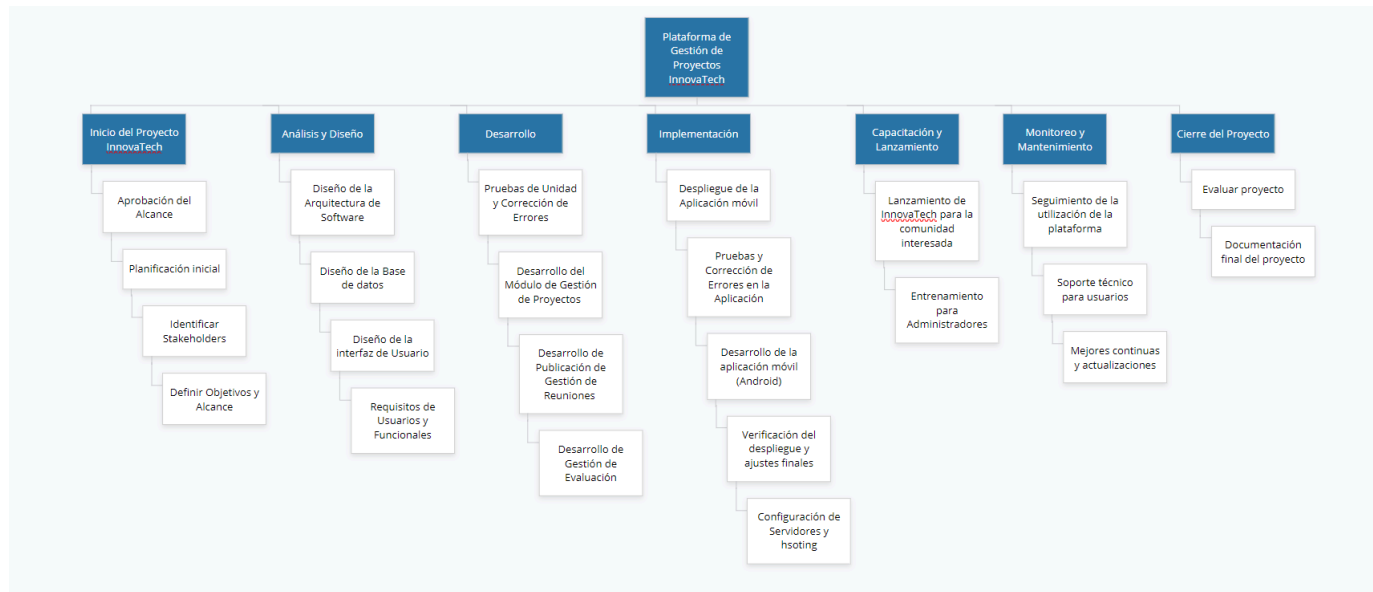 Plataforma de
Gestión de
Proyectos
InnovaTech
Inicio del Proyecto
InnovaTech
Aprobación del
Alcance
Planificación inicial
Identificar
Stakeholders
Definir Objetivos y
Alcance
Análisis y Diseño
Diseño de la
Arquitectura de
Software
Diseño de la Base
de datos
Diseño de la
interfaz de Usuario
Requisitos de
Usuarios y
Funcionales
Desarrollo
Pruebas de Unidad
y Corrección de
Errores
Desarrollo del
Módulo de Gestión
de Proyectos
Desarrollo de
Publicación de
Gestión de
Reuniones
Desarrollo de
Gestión de
Evaluación
Implementación
Despliegue de la
Aplicación móvil
Pruebas y
Corrección de
Errores en la
Aplicación
Desarrollo de la
aplicación móvil
(Android)
Verificación del
despliegue y
ajustes finales
Configuración de
Servidores y
hsoting
Capacitación y
Lanzamiento
Lanzamiento de
InnovaTech para la
comunidad
interesada
Entrenamiento
para
Administradores
Monitoreo y
Mantenimiento
Seguimiento de la
utilización de la
plataforma
Soporte técnico
para usuarios
Mejores continuas
y actualizaciones
Cierre del Proyecto
Evaluar proyecto
Documentación
final del proyecto